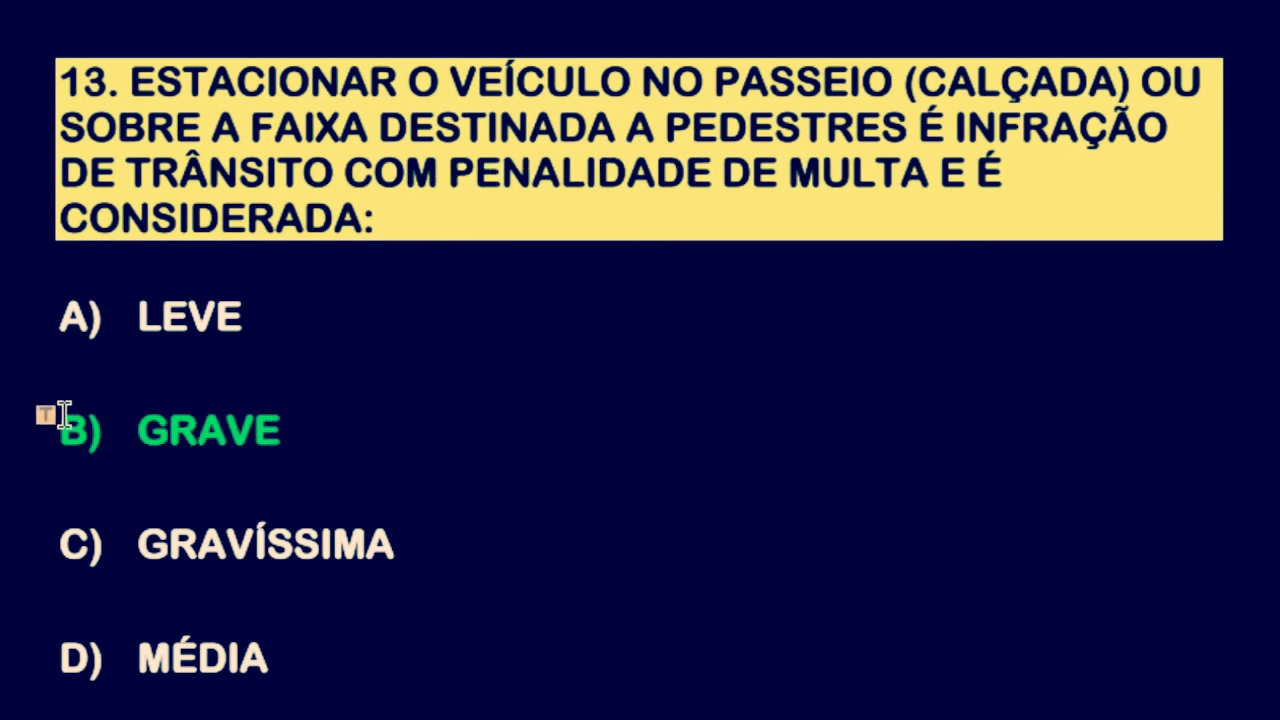 13. ESTACIONAR O VEÍCULO NO PASSEIO (CALÇADA) OU
SOBRE A FAIXA DESTINADA A PEDESTRES É INFRAÇÃO
DE TRÂNSITO COM PENALIDADE DE MULTA E É
CONSIDERADA:
A) LEVE
T
B) GRAVE
C) GRAVÍSSIMA
D) MÉDIA